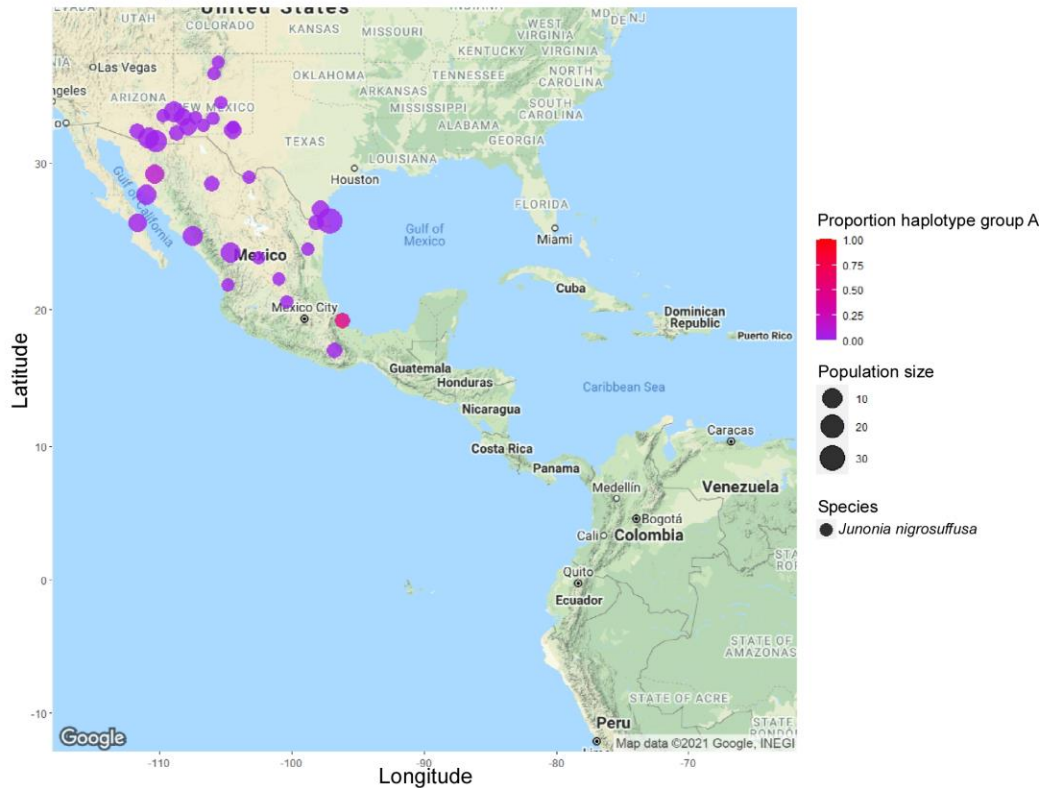 United States
UTAH
COLORADO
KANSAS
MISSOURI
INDIANA
WEST
VIRGINIA
MD
DE
NJ
KENTUCKY
VIRGINIA
Las Vegas
OKLAHOMA
TENNESSEE
NORTH
CAROLINA
ARIZONA
NEW MEXICO
ARKANSAS
MISSISSIPPI
SOUTH
CAROLINA
ALABAMA
GEORGIA
TEXAS
LOUISIANA
Houston
Gulf of California
FLORIDA
Gulf of
Mexico
Miami
Mexico
Cuba
Mexico City
Dominican
Republic
Puerto Rico
Guatemala
Honduras
Caribbean Sea
Nicaragua
Caracas
Costa Rica
Panama
Medellín
Venezuela
Bogotá
Cali
Colombia
Quito
Ecuador
STATE OF
AMAZONAS
STATE OF ACRE
Peru
Google
Map data ©2021 Google, INEGI
Latitude
30
20
10
0
-10
-110
-100
-90
-80
-70
Longitude
Proportion haplotype group A
1.00
0.75
0.50
0.25
0.00
Population size
10
20
30
Species
Junonia nigrosuffusa